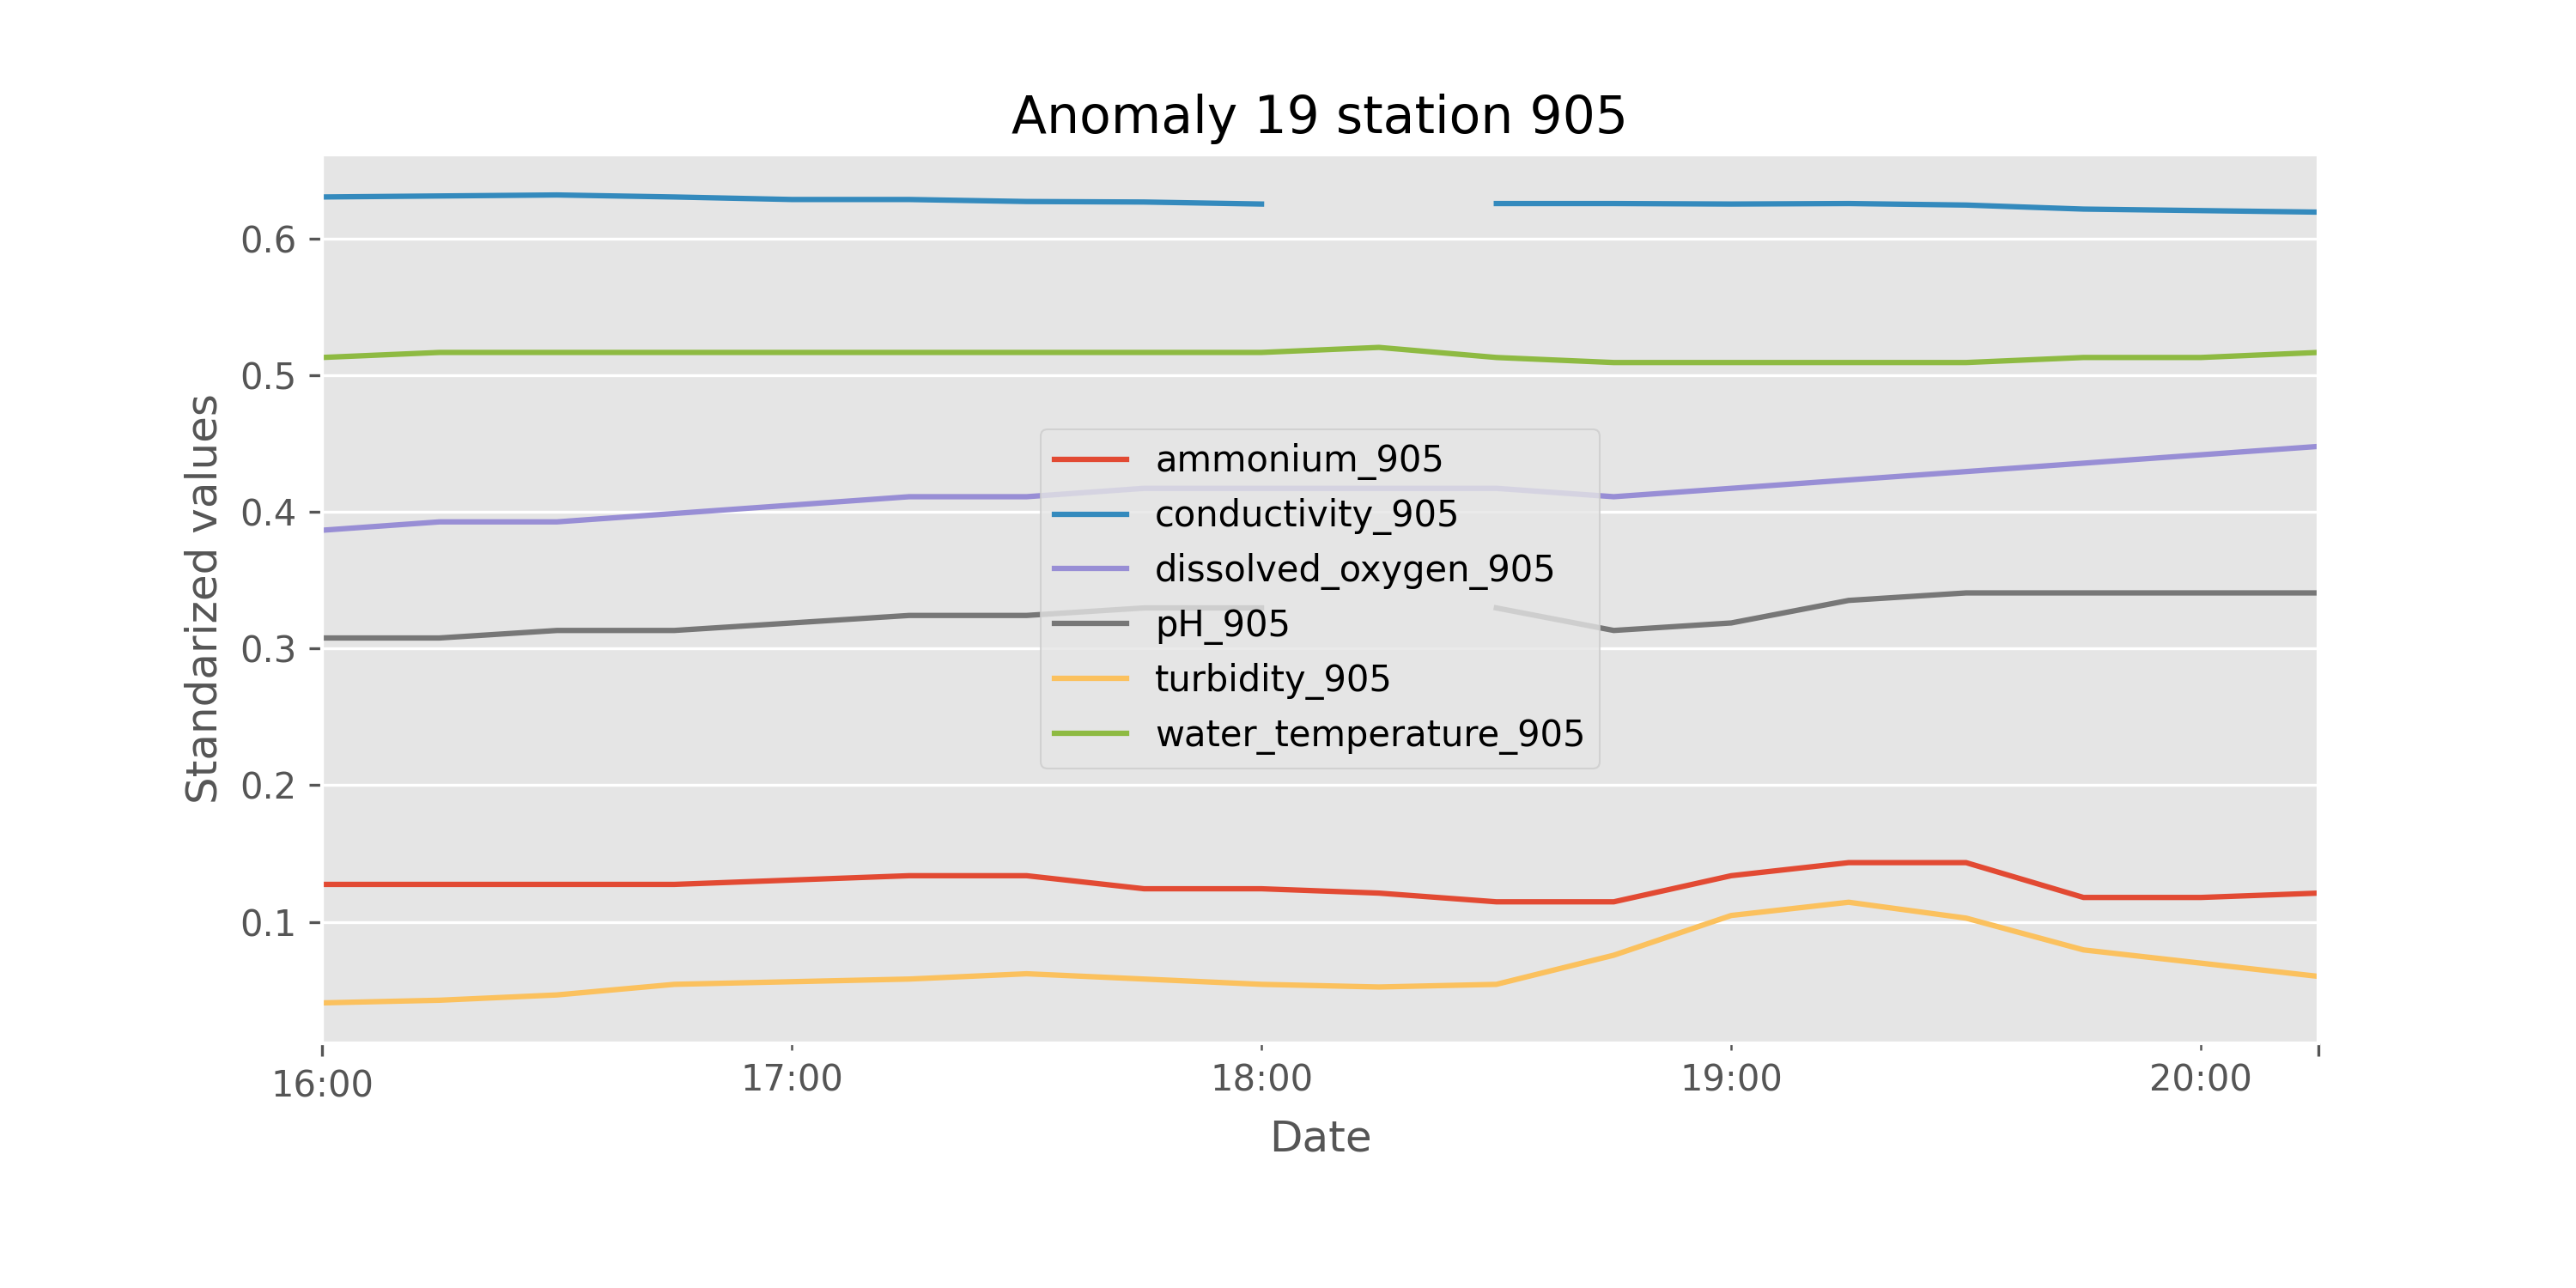 Anomaly 19 station 905
Standarized values
0.6
0.5
0.4
0.3
0.2
0.1
ammonium_905
conductivity_905
dissolved_oxygen_905
pH_905
turbidity_905
water_temperature_905
16:00
17:00
18:00
19:00
20:00
Date